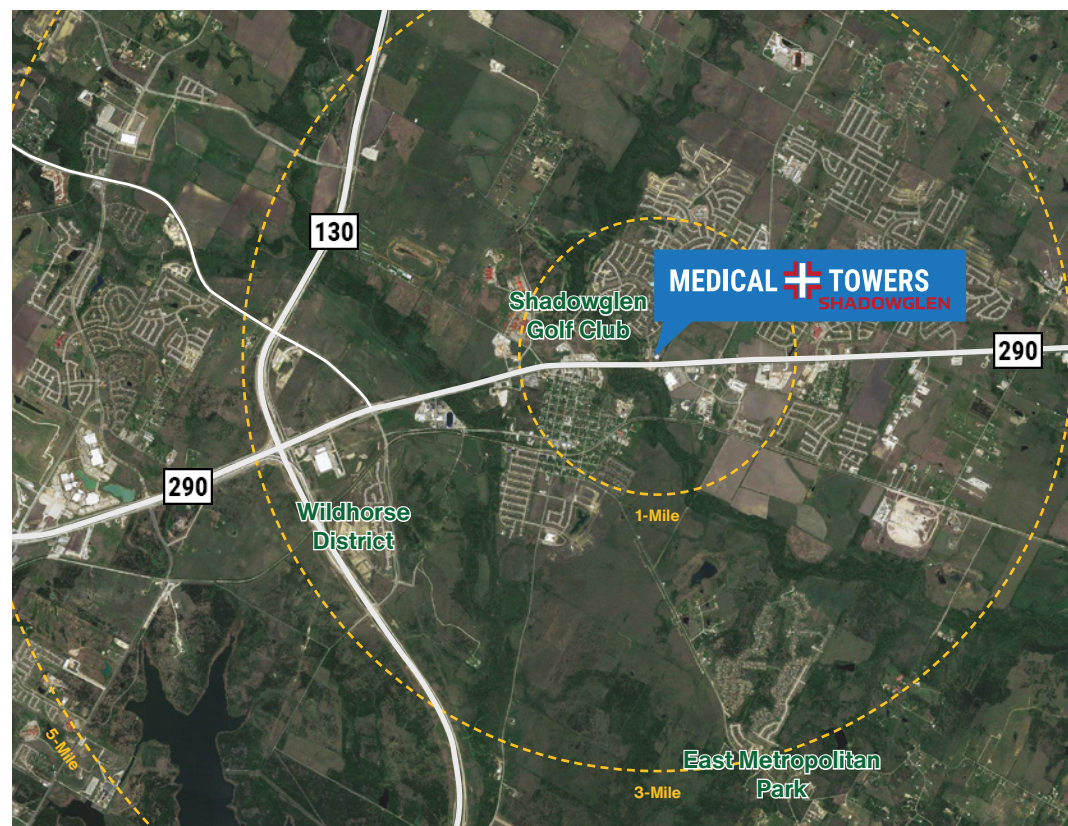 130
MEDICAL TOWERS
SHADOWGLEN
Shadowglen
Golf Club
290
290
Wildhorse
District
1-Mile
5-Mile
East Metropolitan
Park
3-Mile